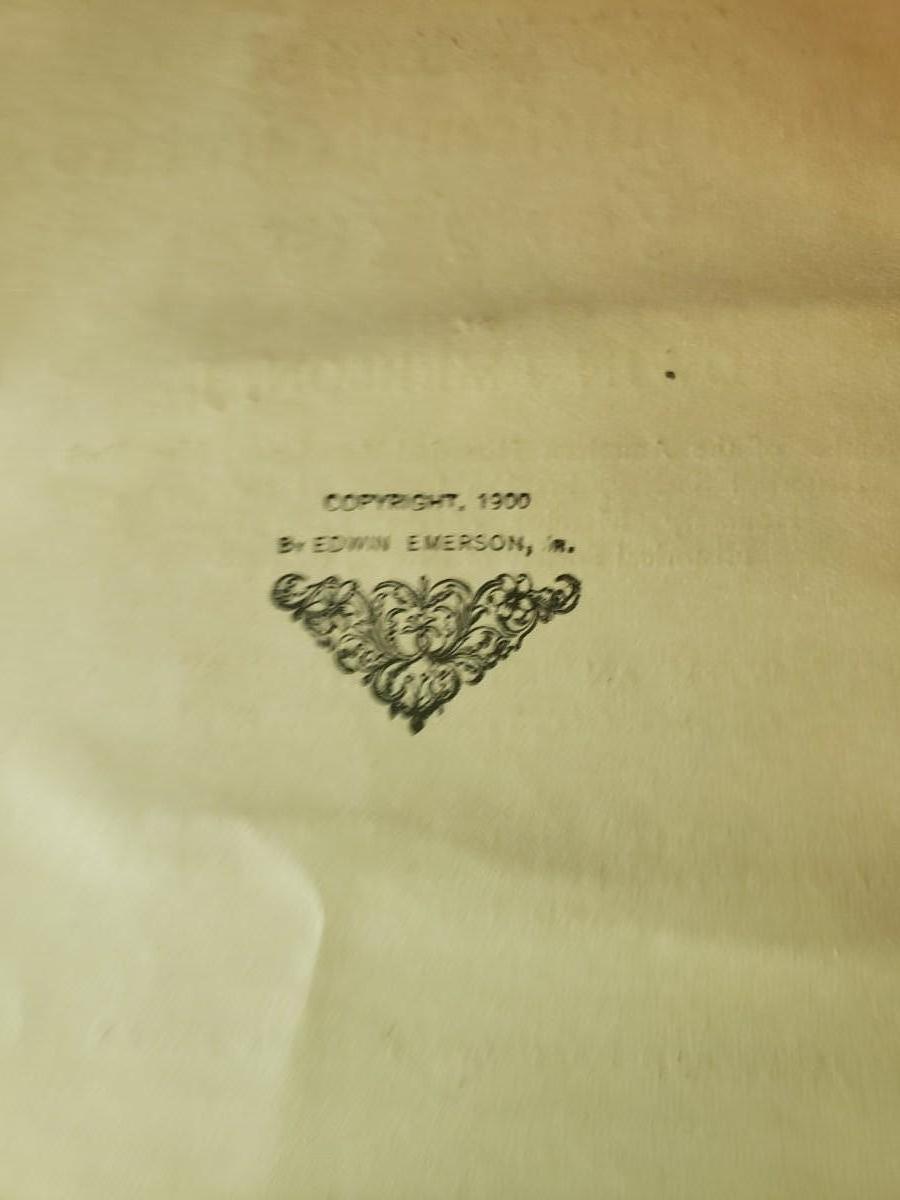 COPYRIGHT, 1900
By EDWIN EMERSON, JR.